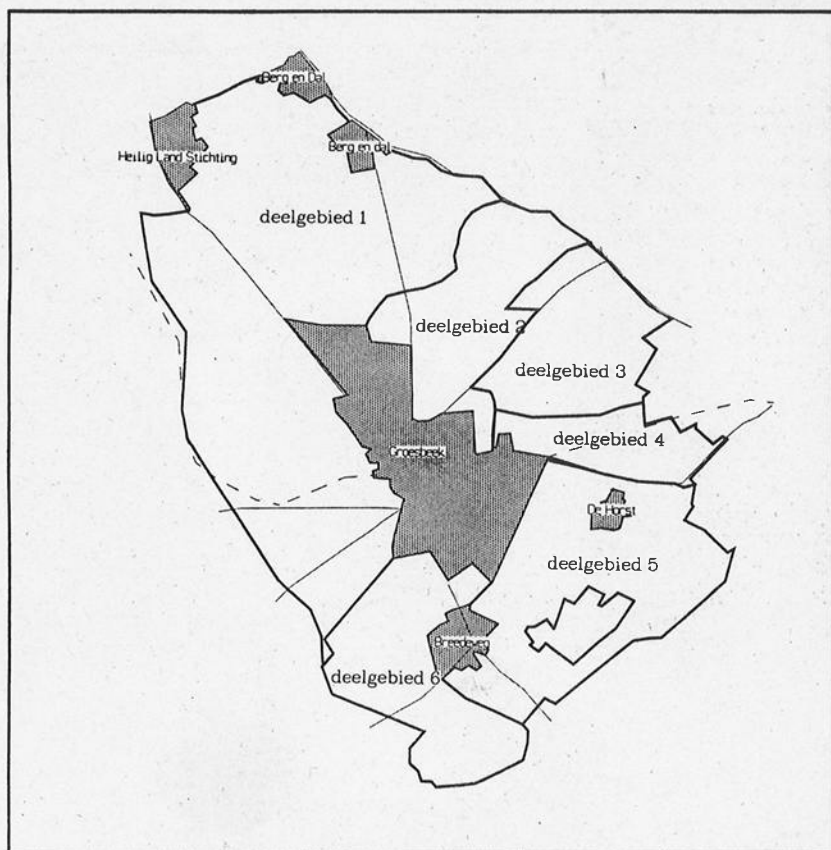 Berg en Dal
Berg en dal
Heilig Land Stichting
deelgebied 1
deelgebied 2
deelgebied 3
deelgebied 4
Groesbeek
De Horst
deelgebied 5
Breedeweg
deelgebied 6